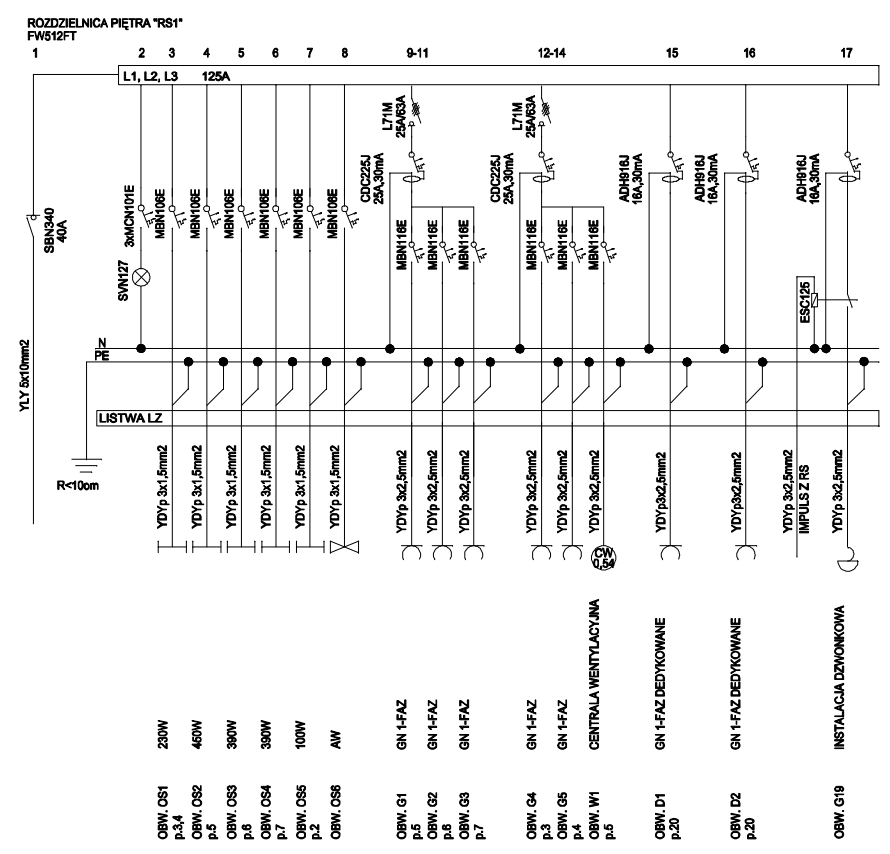 ROZDZIELNICA PIĘTRA "RS1"
FW512FT
1 2 3 4 5 6 7 8 9-11 12-14 15 16 17
L1, L2, L3 125A
L71M
25A/63A
L71M
25A/63A
SBN340
40A
3xMCN101E
MBN106E
MBN106E
MBN106E
MBN106E
MBN106E
MBN106E
CDC225J
25A,30mA
CDC225J
25A,30mA
ADH916J
16A,30mA
ADH916J
16A,30mA
ADH916J
16A,30mA
MBN116E
MBN116E
MBN116E
MBN116E
MBN116E
MBN116E
SVN127
ESC125
N
PE
YLY 5x10mm2
LISTWA LZ
R<10om
YDYp 3x1,5mm2
YDYp 3x1,5mm2
YDYp 3x1,5mm2
YDYp 3x1,5mm2
YDYp 3x1,5mm2
YDYp 3x1,5mm2
YDYp 3x2,5mm2
YDYp 3x2,5mm2
YDYp 3x2,5mm2
YDYp 3x2,5mm2
YDYp 3x2,5mm2
YDYp 3x2,5mm2
YDYp3x2,5mm2
YDYp3x2,5mm2
YDYp 3x2,5mm2
IMPULS Z RS
YDYp 3x2,5mm2
CW
0,54
230W
460W
390W
390W
100W
AW
GN 1-FAZ
GN 1-FAZ
GN 1-FAZ
GN 1-FAZ
GN 1-FAZ
CENTRALA WENTYLACYJNA
GN 1-FAZ DEDYKOWANE
GN 1-FAZ DEDYKOWANE
INSTALACJA DZWONKOWA
OBW. OS1
p.3,4
OBW. OS2
p.5
OBW. OS3
p.6
OBW. OS4
p.7
OBW. OS5
p.2
OBW. OS6
OBW. G1
p.5
OBW. G2
p.6
OBW. G3
p.7
OBW. G4
p.3
OBW. G5
p.4
OBW. W1
p.5
OBW. D1
p.20
OBW. D2
p.20
OBW. G19